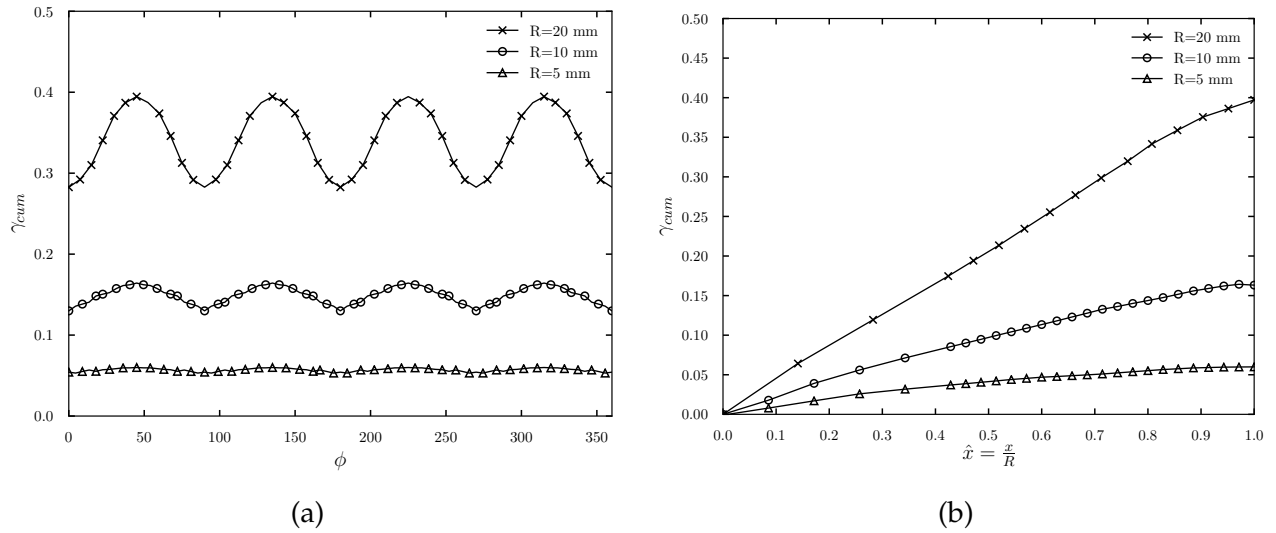 0.5
0.4
0.3
0.2
0.1
0.0
γ_cum
R=20 mm
R=10 mm
R=5 mm
0 50 100 150 200 250 300 350
ϕ
(a)
0.50
0.45
0.40
0.35
0.30
0.25
0.20
0.15
0.10
0.05
0.00
γ_cum
R=20 mm
R=10 mm
R=5 mm
0.0 0.1 0.2 0.3 0.4 0.5 0.6 0.7 0.8 0.9 1.0
x̂ = x/R
(b)